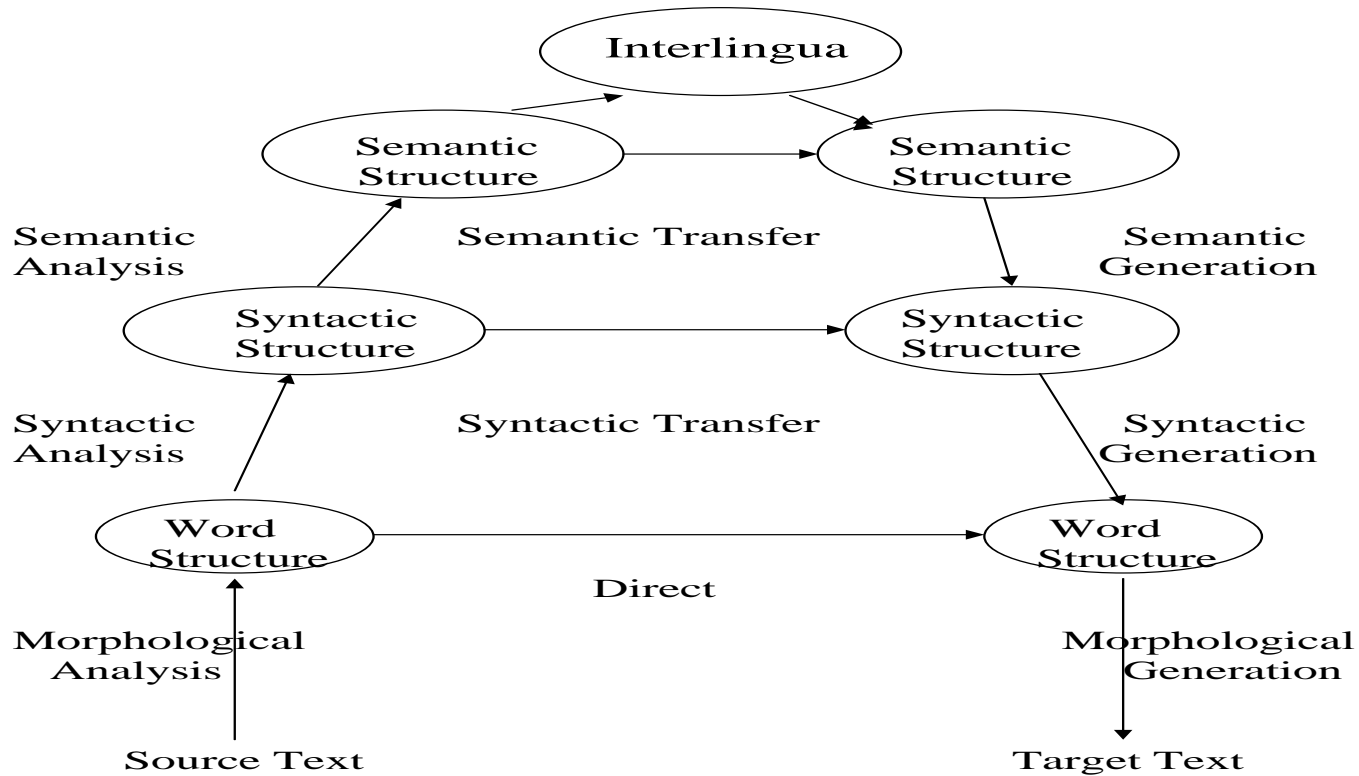 Interlingua
Semantic
Structure
Semantic
Structure
Semantic
Analysis
Semantic Transfer
Semantic
Generation
Syntactic
Structure
Syntactic
Structure
Syntactic
Analysis
Syntactic Transfer
Syntactic
Generation
Word
Structure
Word
Structure
Direct
Morphological
Analysis
Morphological
Generation
Source Text
Target Text